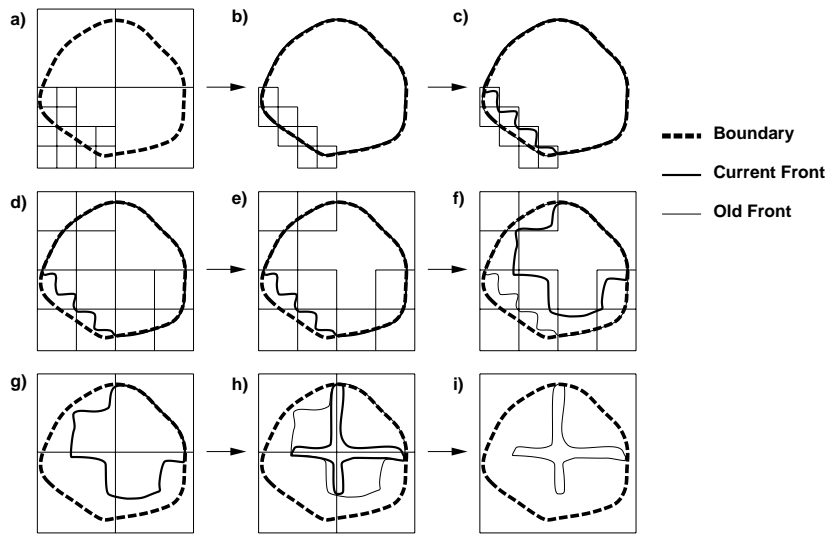 a)
b)
c)
Boundary
Current Front
Old Front
d)
e)
f)
g)
h)
i)